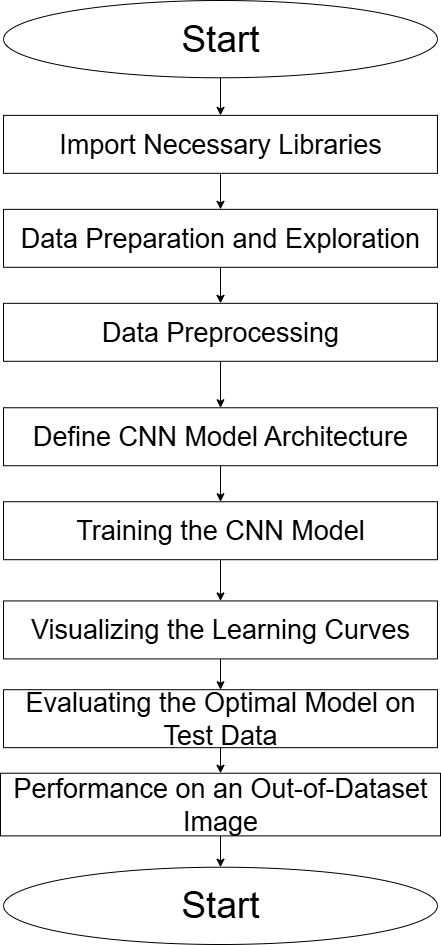 Start
Import Necessary Libraries
Data Preparation and Exploration
Data Preprocessing
Define CNN Model Architecture
Training the CNN Model
Visualizing the Learning Curves
Evaluating the Optimal Model on
Test Data
Performance on an Out-of-Dataset
Image
Start